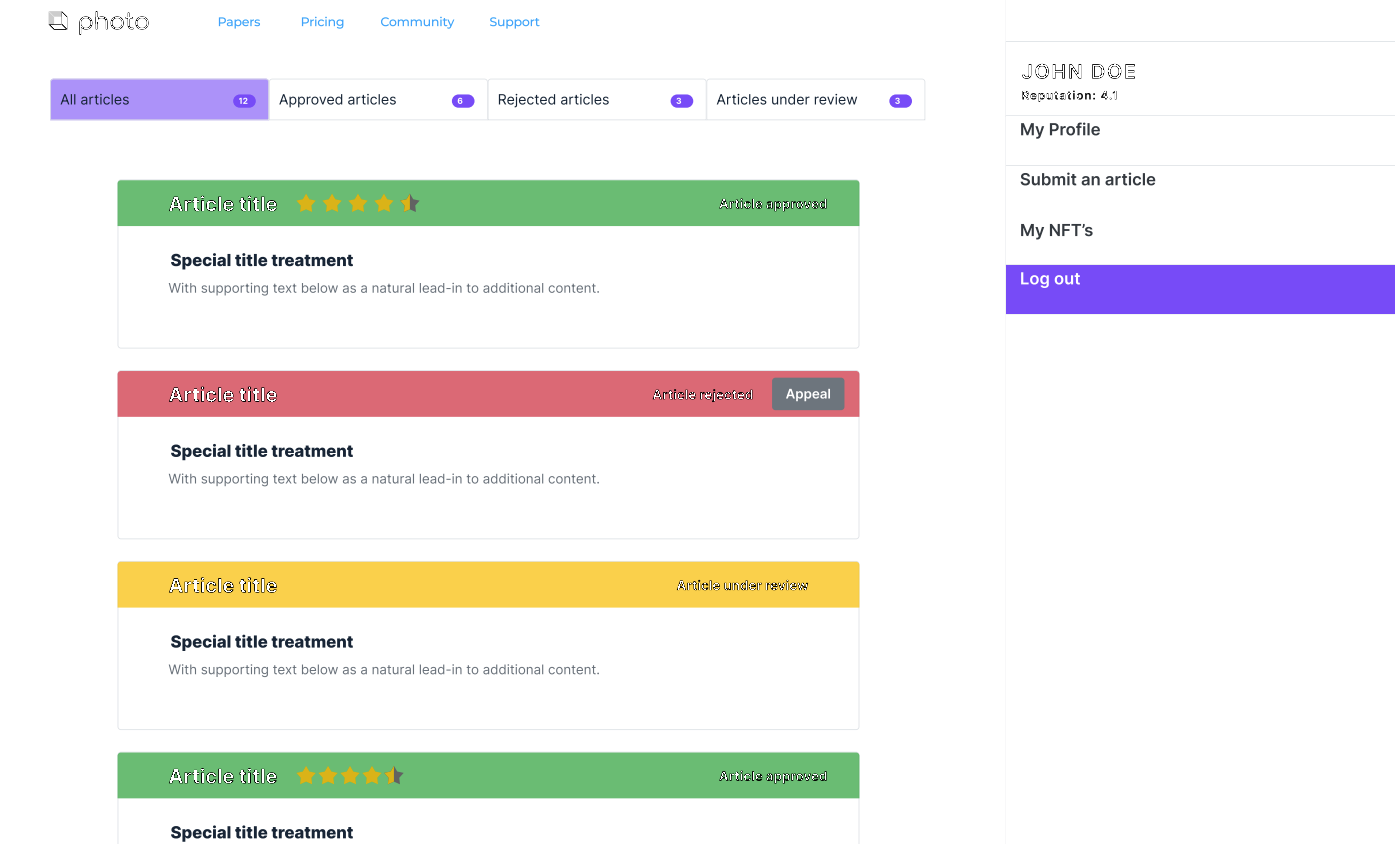 photo
Papers Pricing Community Support
All articles 12 Approved articles 6 Rejected articles 3 Articles under review 3
Article title Article approved
Special title treatment
With supporting text below as a natural lead-in to additional content.
Article title Article rejected Appeal
Special title treatment
With supporting text below as a natural lead-in to additional content.
Article title Article under review
Special title treatment
With supporting text below as a natural lead-in to additional content.
Article title Article approved
Special title treatment
JOHN DOE
Reputation: 4.1
My Profile
Submit an article
My NFT’s
Log out